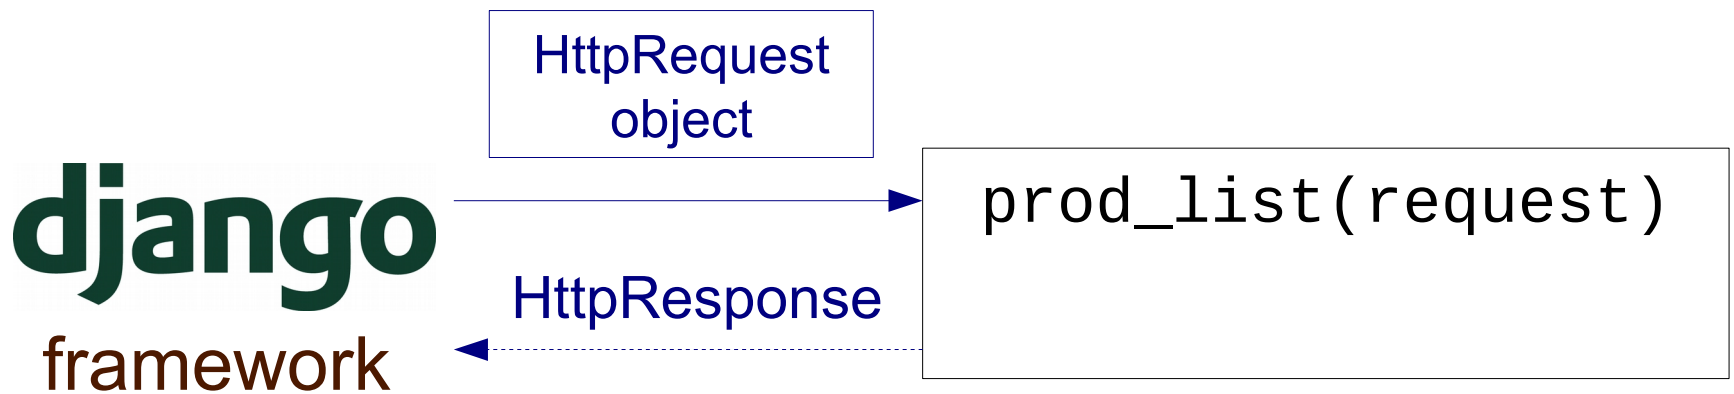 HttpRequest
object
django
prod_list(request)
HttpResponse
framework